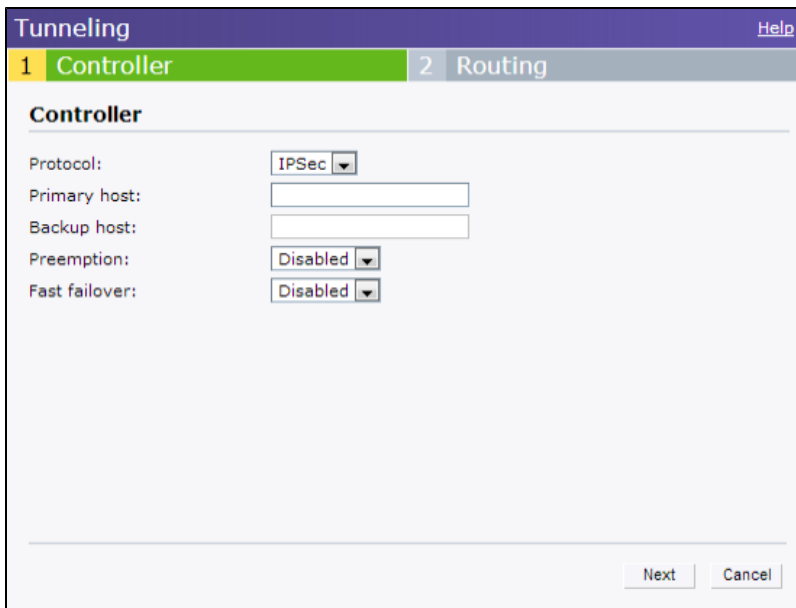 Tunneling Help
1 Controller 2 Routing
Controller
Protocol: IPSec
Primary host:
Backup host:
Preemption: Disabled
Fast failover: Disabled
Next Cancel